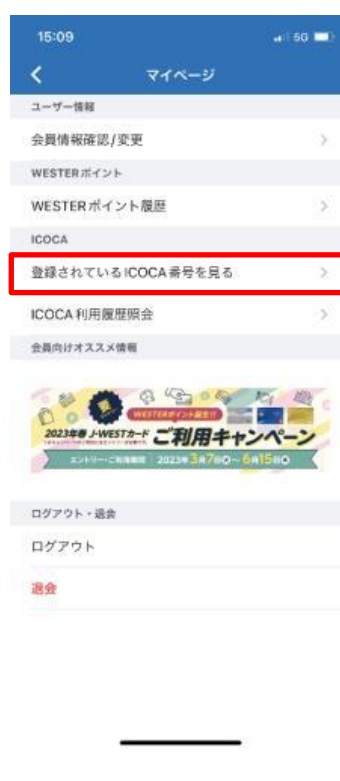 15:09
5G
マイページ
ユーザー情報
会員情報確認/変更
WESTERポイント
WESTERポイント履歴
ICOCA
登録されているICOCA番号を見る
ICOCA利用履歴照会
会員向けオススメ情報
WESTERポイント誕生!!
2023年春 J-WESTカード ご利用キャンペーン
エントリー・ご利用期間 2023年3月7日～6月15日
ログアウト・退会
ログアウト
退会